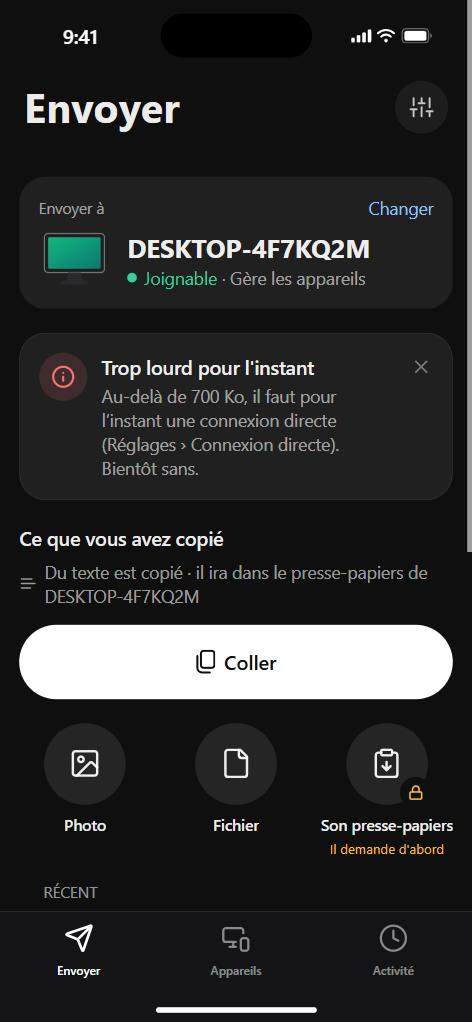 9:41
Envoyer
Envoyer à
Changer
DESKTOP-4F7KQ2M
Joignable · Gère les appareils
Trop lourd pour l'instant
Au-delà de 700 Ko, il faut pour
l’instant une connexion directe
(Réglages › Connexion directe).
Bientôt sans.
Ce que vous avez copié
Du texte est copié · il ira dans le presse-papiers de
DESKTOP-4F7KQ2M
Coller
Photo
Fichier
Son presse-papiers
Il demande d'abord
RÉCENT
Envoyer
Appareils
Activité